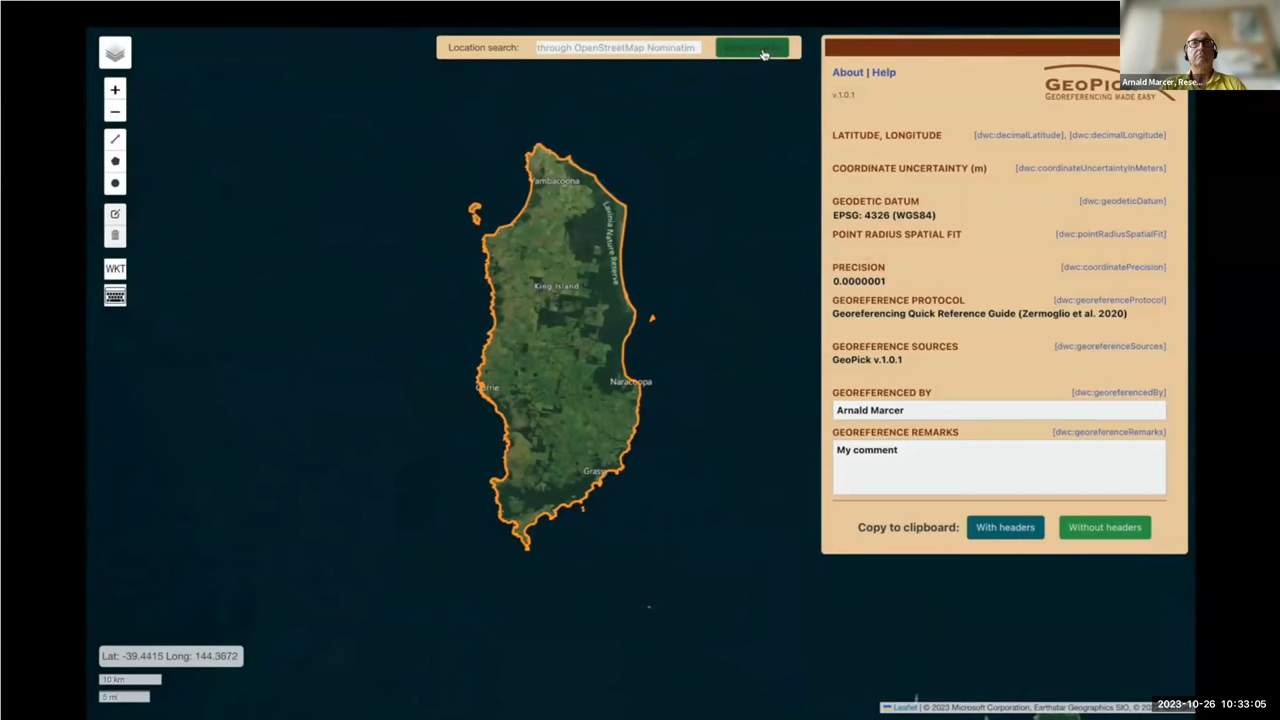 Location search: through OpenStreetMap Nominatim
Arnald Marcer, Rese...
About | Help
GEOPIC
GEOREFERENCING MADE EASY
v.1.0.1
LATITUDE, LONGITUDE [dwc:decimalLatitude], [dwc:decimalLongitude]
COORDINATE UNCERTAINTY (m) [dwc:coordinateUncertaintyInMeters]
GEODETIC DATUM [dwc:geodeticDatum]
EPSG: 4326 (WGS84)
POINT RADIUS SPATIAL FIT [dwc:pointRadiusSpatialFit]
PRECISION [dwc:coordinatePrecision]
0.0000001
GEOREFERENCE PROTOCOL [dwc:georeferenceProtocol]
Georeferencing Quick Reference Guide (Zermoglio et al. 2020)
GEOREFERENCE SOURCES [dwc:georeferenceSources]
GeoPick v.1.0.1
GEOREFERENCED BY [dwc:georeferencedBy]
Arnald Marcer
GEOREFERENCE REMARKS [dwc:georeferenceRemarks]
My comment
Copy to clipboard: With headers Without headers
Yambacoona
Lavinia Nature Reserve
King Island
Currie
Naracoopa
Grassy
WKT
Lat: -39.4415 Long: 144.3672
10 km
5 mi
Leaflet | © 2023 Microsoft Corporation, Earthstar Geographics SIO, © 202
2023-10-26 10:33:05